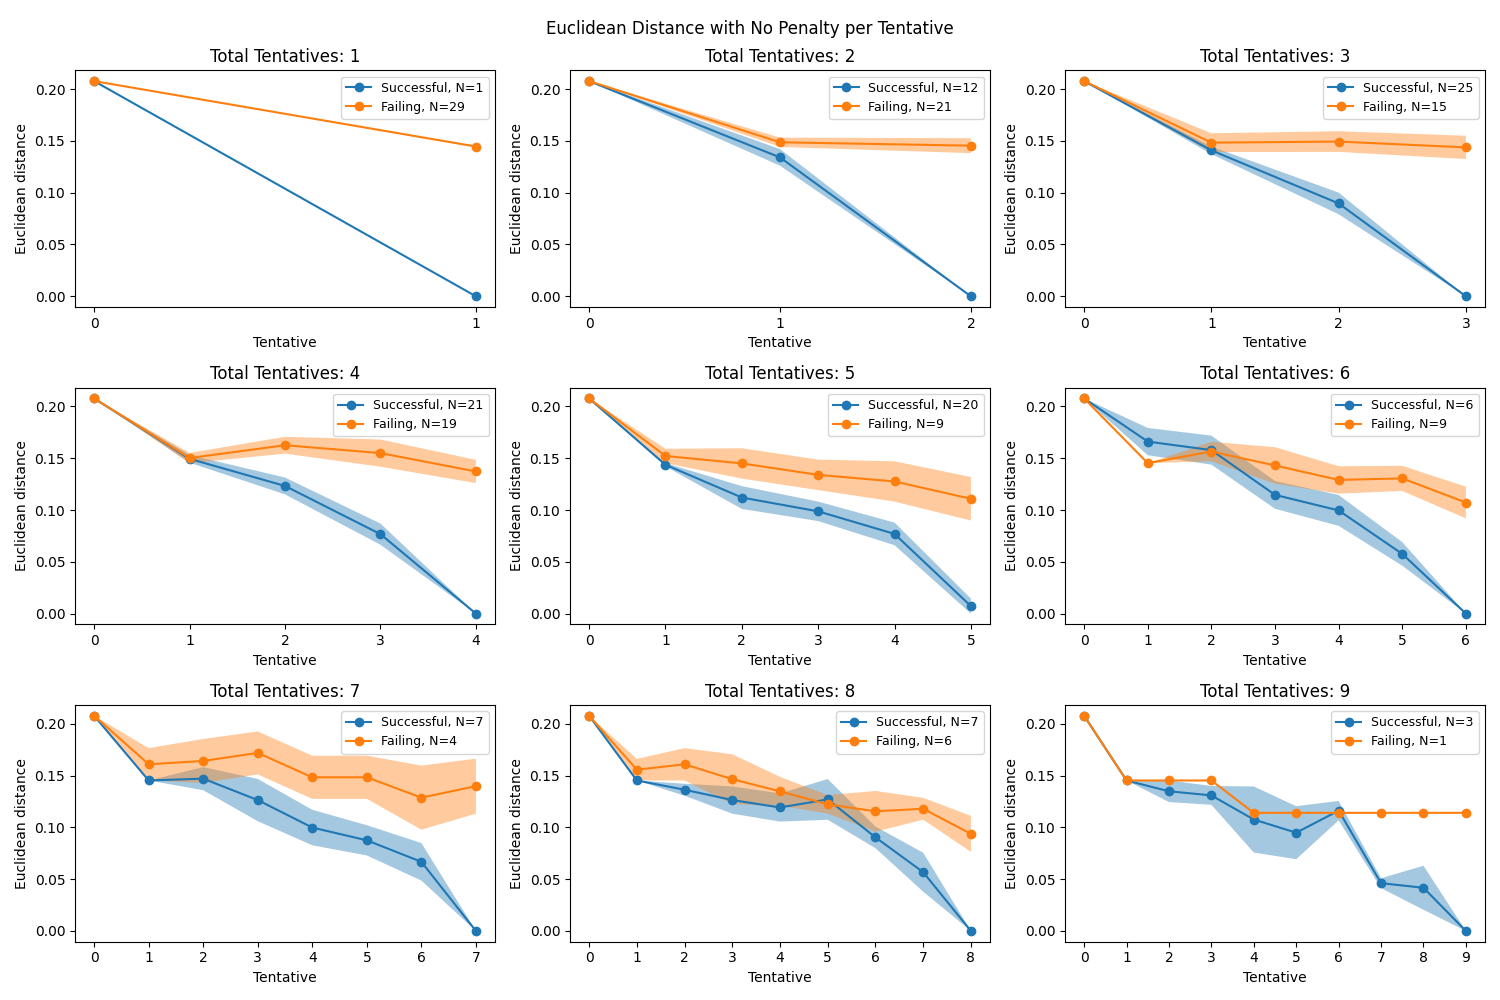 Euclidean Distance with No Penalty per Tentative
Total Tentatives: 1
Euclidean distance
0.20
0.15
0.10
0.05
0.00
Successful, N=1
Failing, N=29
0 1
Tentative
Total Tentatives: 2
Euclidean distance
0.20
0.15
0.10
0.05
0.00
Successful, N=12
Failing, N=21
0 1 2
Tentative
Total Tentatives: 3
Euclidean distance
0.20
0.15
0.10
0.05
0.00
Successful, N=25
Failing, N=15
0 1 2 3
Tentative
Total Tentatives: 4
Euclidean distance
0.20
0.15
0.10
0.05
0.00
Successful, N=21
Failing, N=19
0 1 2 3 4
Tentative
Total Tentatives: 5
Euclidean distance
0.20
0.15
0.10
0.05
0.00
Successful, N=20
Failing, N=9
0 1 2 3 4 5
Tentative
Total Tentatives: 6
Euclidean distance
0.20
0.15
0.10
0.05
0.00
Successful, N=6
Failing, N=9
0 1 2 3 4 5 6
Tentative
Total Tentatives: 7
Euclidean distance
0.20
0.15
0.10
0.05
0.00
Successful, N=7
Failing, N=4
0 1 2 3 4 5 6 7
Tentative
Total Tentatives: 8
Euclidean distance
0.20
0.15
0.10
0.05
0.00
Successful, N=7
Failing, N=6
0 1 2 3 4 5 6 7 8
Tentative
Total Tentatives: 9
Euclidean distance
0.20
0.15
0.10
0.05
0.00
Successful, N=3
Failing, N=1
0 1 2 3 4 5 6 7 8 9
Tentative